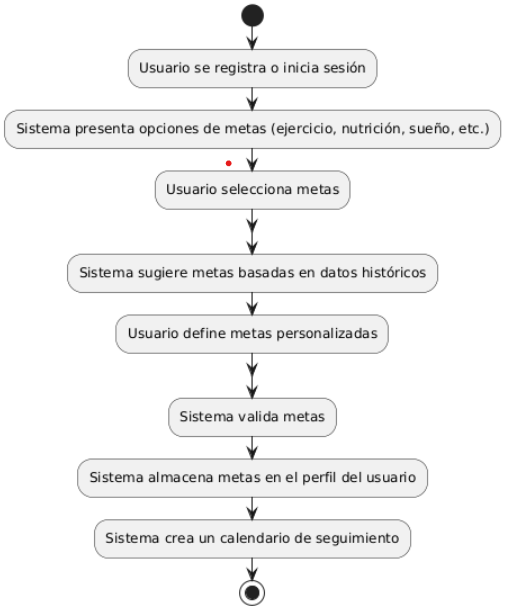 Usuario se registra o inicia sesión
Sistema presenta opciones de metas (ejercicio, nutrición, sueño, etc.)
Usuario selecciona metas
Sistema sugiere metas basadas en datos históricos
Usuario define metas personalizadas
Sistema valida metas
Sistema almacena metas en el perfil del usuario
Sistema crea un calendario de seguimiento